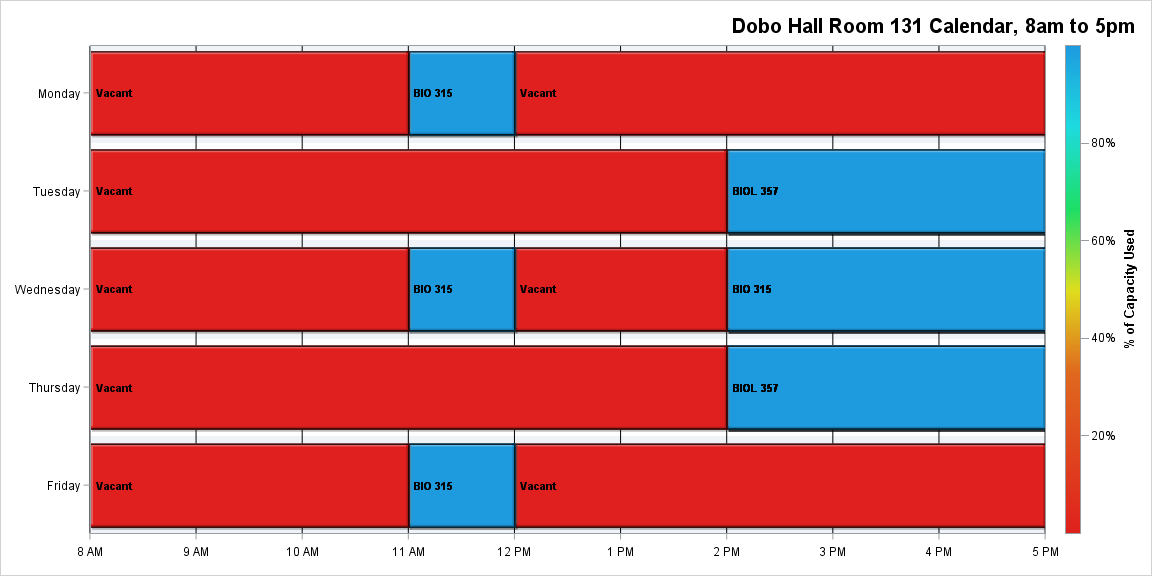 Dobo Hall Room 131 Calendar, 8am to 5pm
Monday
Vacant
BIO 315
Vacant
Tuesday
Vacant
BIOL 357
Wednesday
Vacant
BIO 315
Vacant
BIO 315
Thursday
Vacant
BIOL 357
Friday
Vacant
BIO 315
Vacant
8 AM
9 AM
10 AM
11 AM
12 PM
1 PM
2 PM
3 PM
4 PM
5 PM
80%
60%
40%
20%
% of Capacity Used